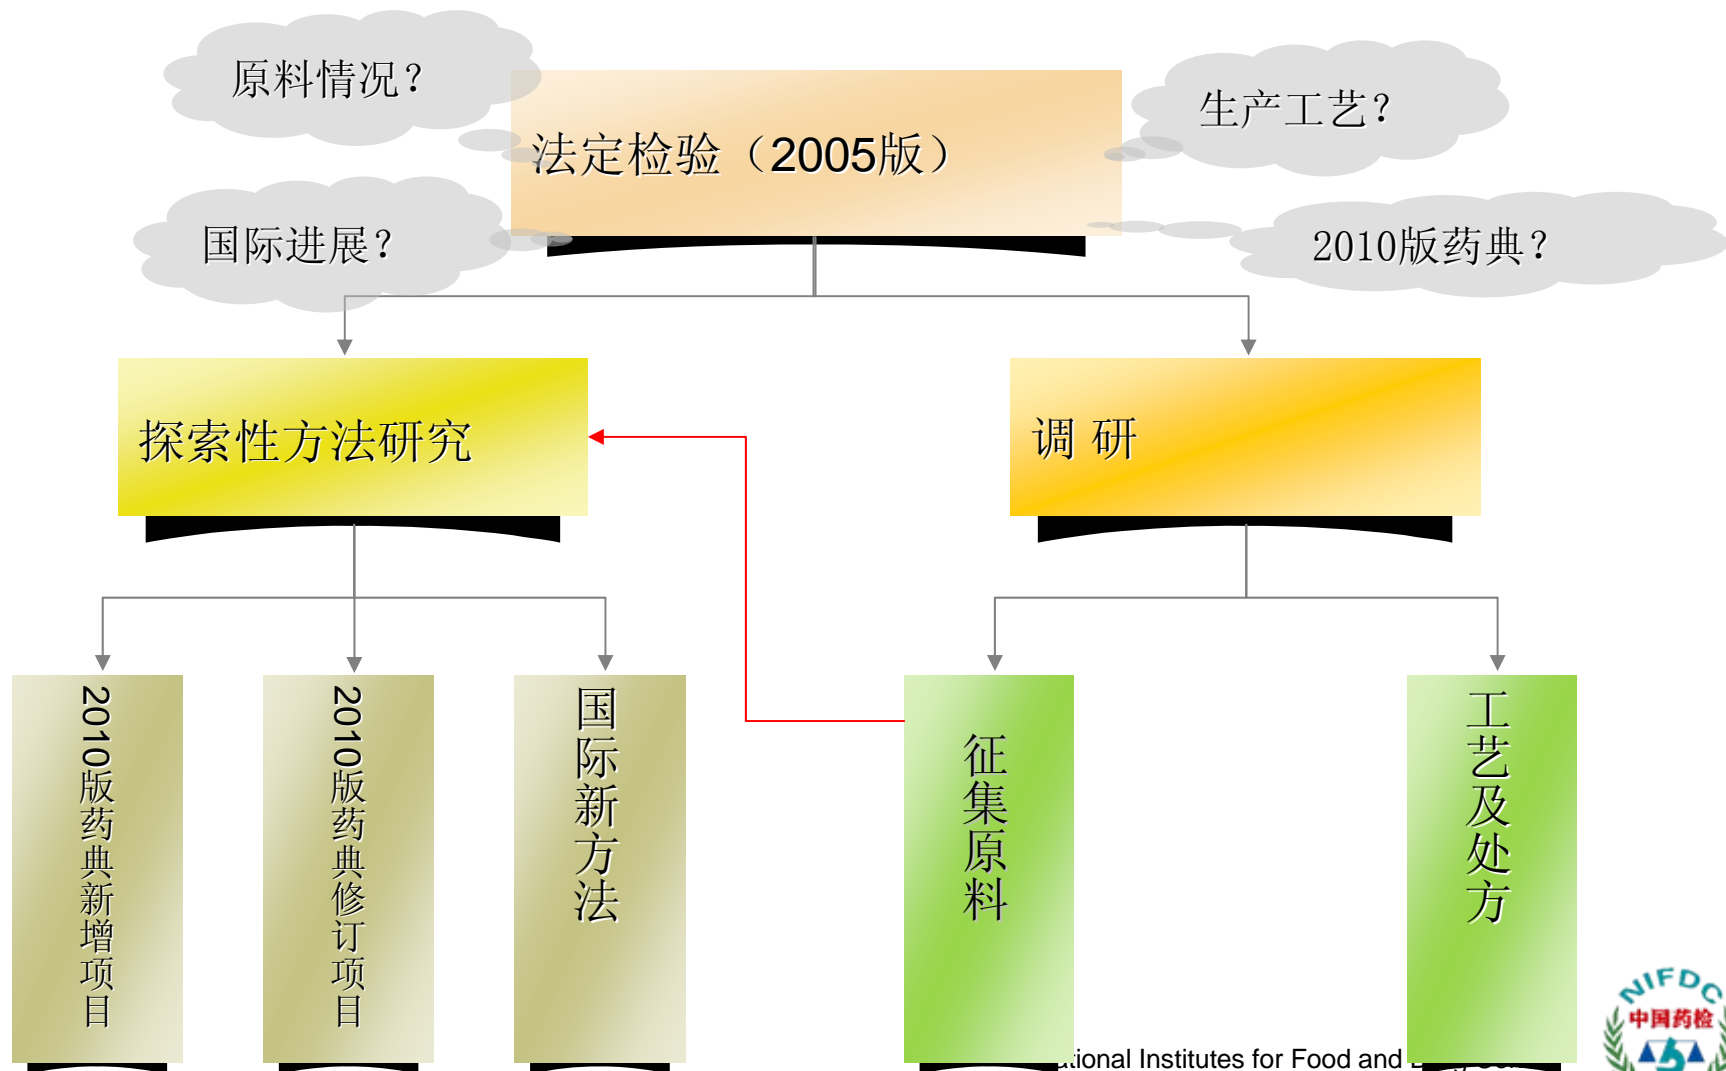 原料情况？
生产工艺？
法定检验（2005版）
国际进展？
2010版药典？
探索性方法研究
调 研
2010版药典新增项目
2010版药典修订项目
国际新方法
征集原料
工艺及处方
Institutes for Food and
NIFDC
中国药检